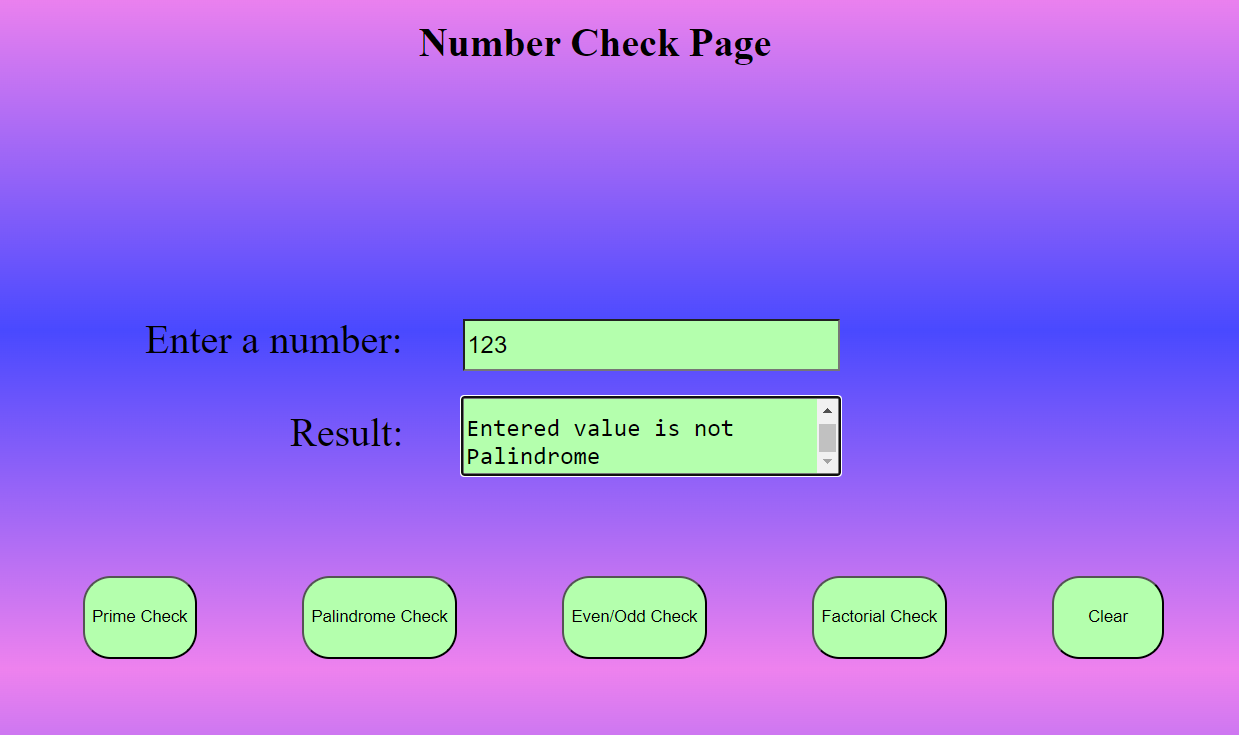 Number Check Page
Enter a number:
123
Result:
Entered value is not
Palindrome
Prime Check
Palindrome Check
Even/Odd Check
Factorial Check
Clear